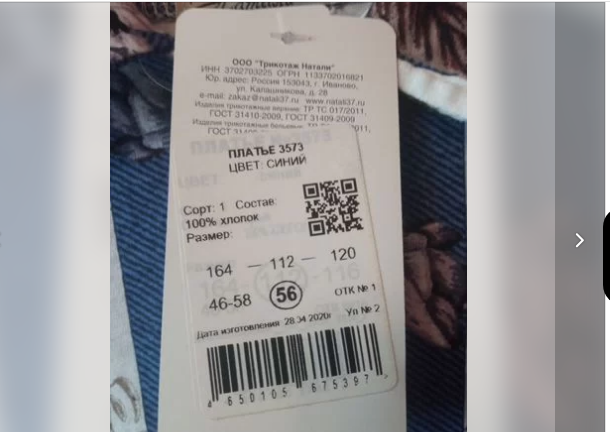 ООО "Трикотаж Натали"
ИНН 3702703225 ОГРН 1133702016821
Юр. адрес: Россия 153043, г. Иваново,
ул. Калашникова, д. 28
e-mail: zakaz@natali37.ru www.natali37.ru
Изделия трикотажные верхние: ТР ТС 017/2011,
ГОСТ 31410-2009, ГОСТ 31409-2009
Изделия трикотажные бельевые:
ПЛАТЬЕ 3573
ЦВЕТ: СИНИЙ
Сорт: 1 Состав:
100% хлопок
Размер:
164 — 112 — 120
46-58 56 ОТК № 1
Дата изготовления 28.04.2020г Уп № 2
4 650105 675397